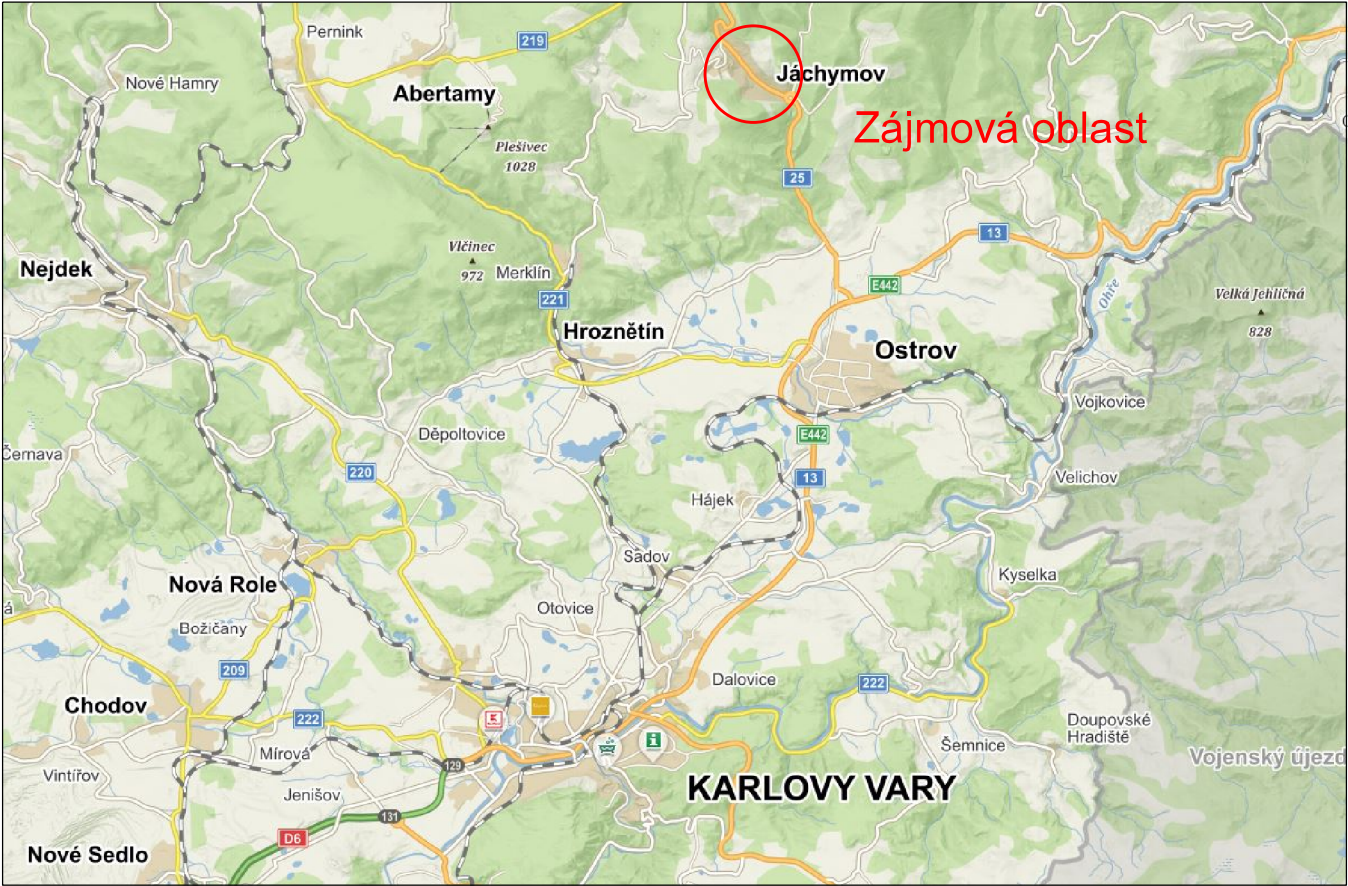 Pernink
219
Nové Hamry
Abertamy
Jáchymov
Zájmová oblast
Plešivec
1028
25
13
Vlčinec
972
Merklín
Nejdek
221
E442
Ohře
Velká Jehličná
828
Hroznětín
Ostrov
Vojkovice
Děpoltovice
E442
Černava
220
13
Velichov
Hájek
Sadov
Kyselka
Nová Role
Otovice
á
Božičany
209
Dalovice
222
Chodov
222
Doupovské
Hradiště
Mírová
Šemnice
Vojenský újezd
129
Vintířov
KARLOVY VARY
Jenišov
131
D6
Nové Sedlo